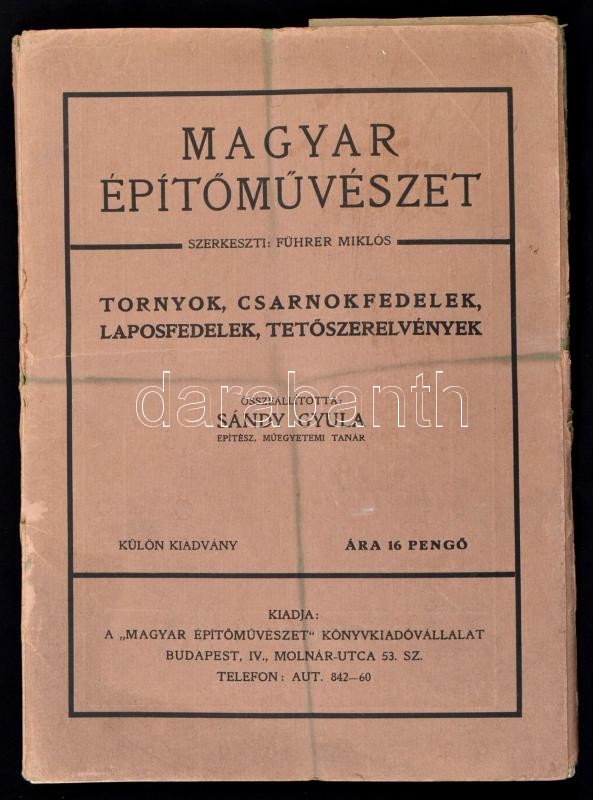 MAGYAR
ÉPÍTŐMŰVÉSZET
SZERKESZTI: FÜHRER MIKLÓS
TORNYOK, CSARNOKFEDELEK,
LAPOSFEDELEK, TETŐSZERELVÉNYEK
darabanth
ÖSSZEÁLLÍTOTTA:
SÁNDY GYULA
ÉPÍTÉSZ, MŰEGYETEMI TANÁR
KÜLÖN KIADVÁNY ÁRA 16 PENGŐ
KIADJA:
A „MAGYAR ÉPÍTŐMŰVÉSZET" KÖNYVKIADÓVÁLLALAT
BUDAPEST, IV., MOLNÁR-UTCA 53. SZ.
TELEFON: AUT. 842—60